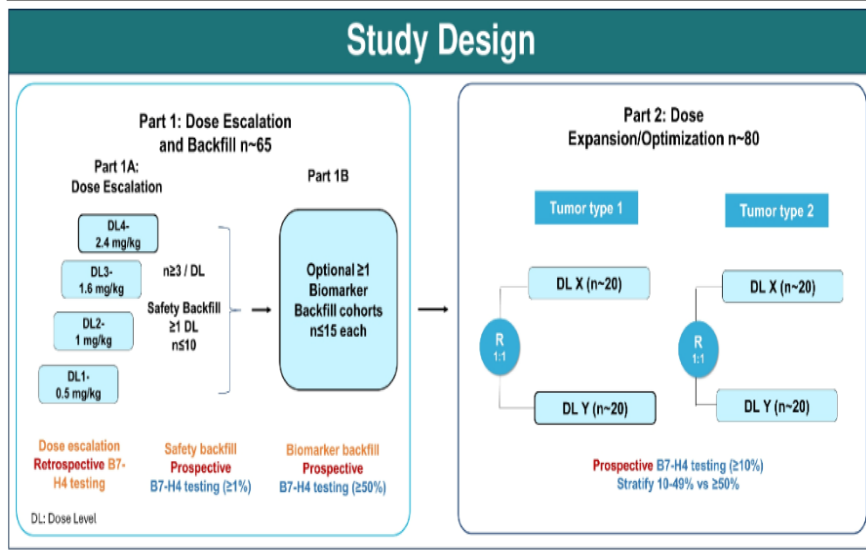 Study Design
Part 1: Dose Escalation
and Backfill n~65
Part 1A:
Dose Escalation
DL4-
2.4 mg/kg
DL3-
1.6 mg/kg
DL2-
1 mg/kg
DL1-
0.5 mg/kg
n≥3 / DL
Safety Backfill
≥1 DL
n≤10
Part 1B
Optional ≥1
Biomarker
Backfill cohorts
n≤15 each
Dose escalation
Retrospective B7-
H4 testing
Safety backfill
Prospective
B7-H4 testing (≥1%)
Biomarker backfill
Prospective
B7-H4 testing (≥50%)
DL: Dose Level
Part 2: Dose
Expansion/Optimization n~80
Tumor type 1
DL X (n~20)
R
1:1
DL Y (n~20)
Tumor type 2
DL X (n~20)
R
1:1
DL Y (n~20)
Prospective B7-H4 testing (≥10%)
Stratify 10-49% vs ≥50%